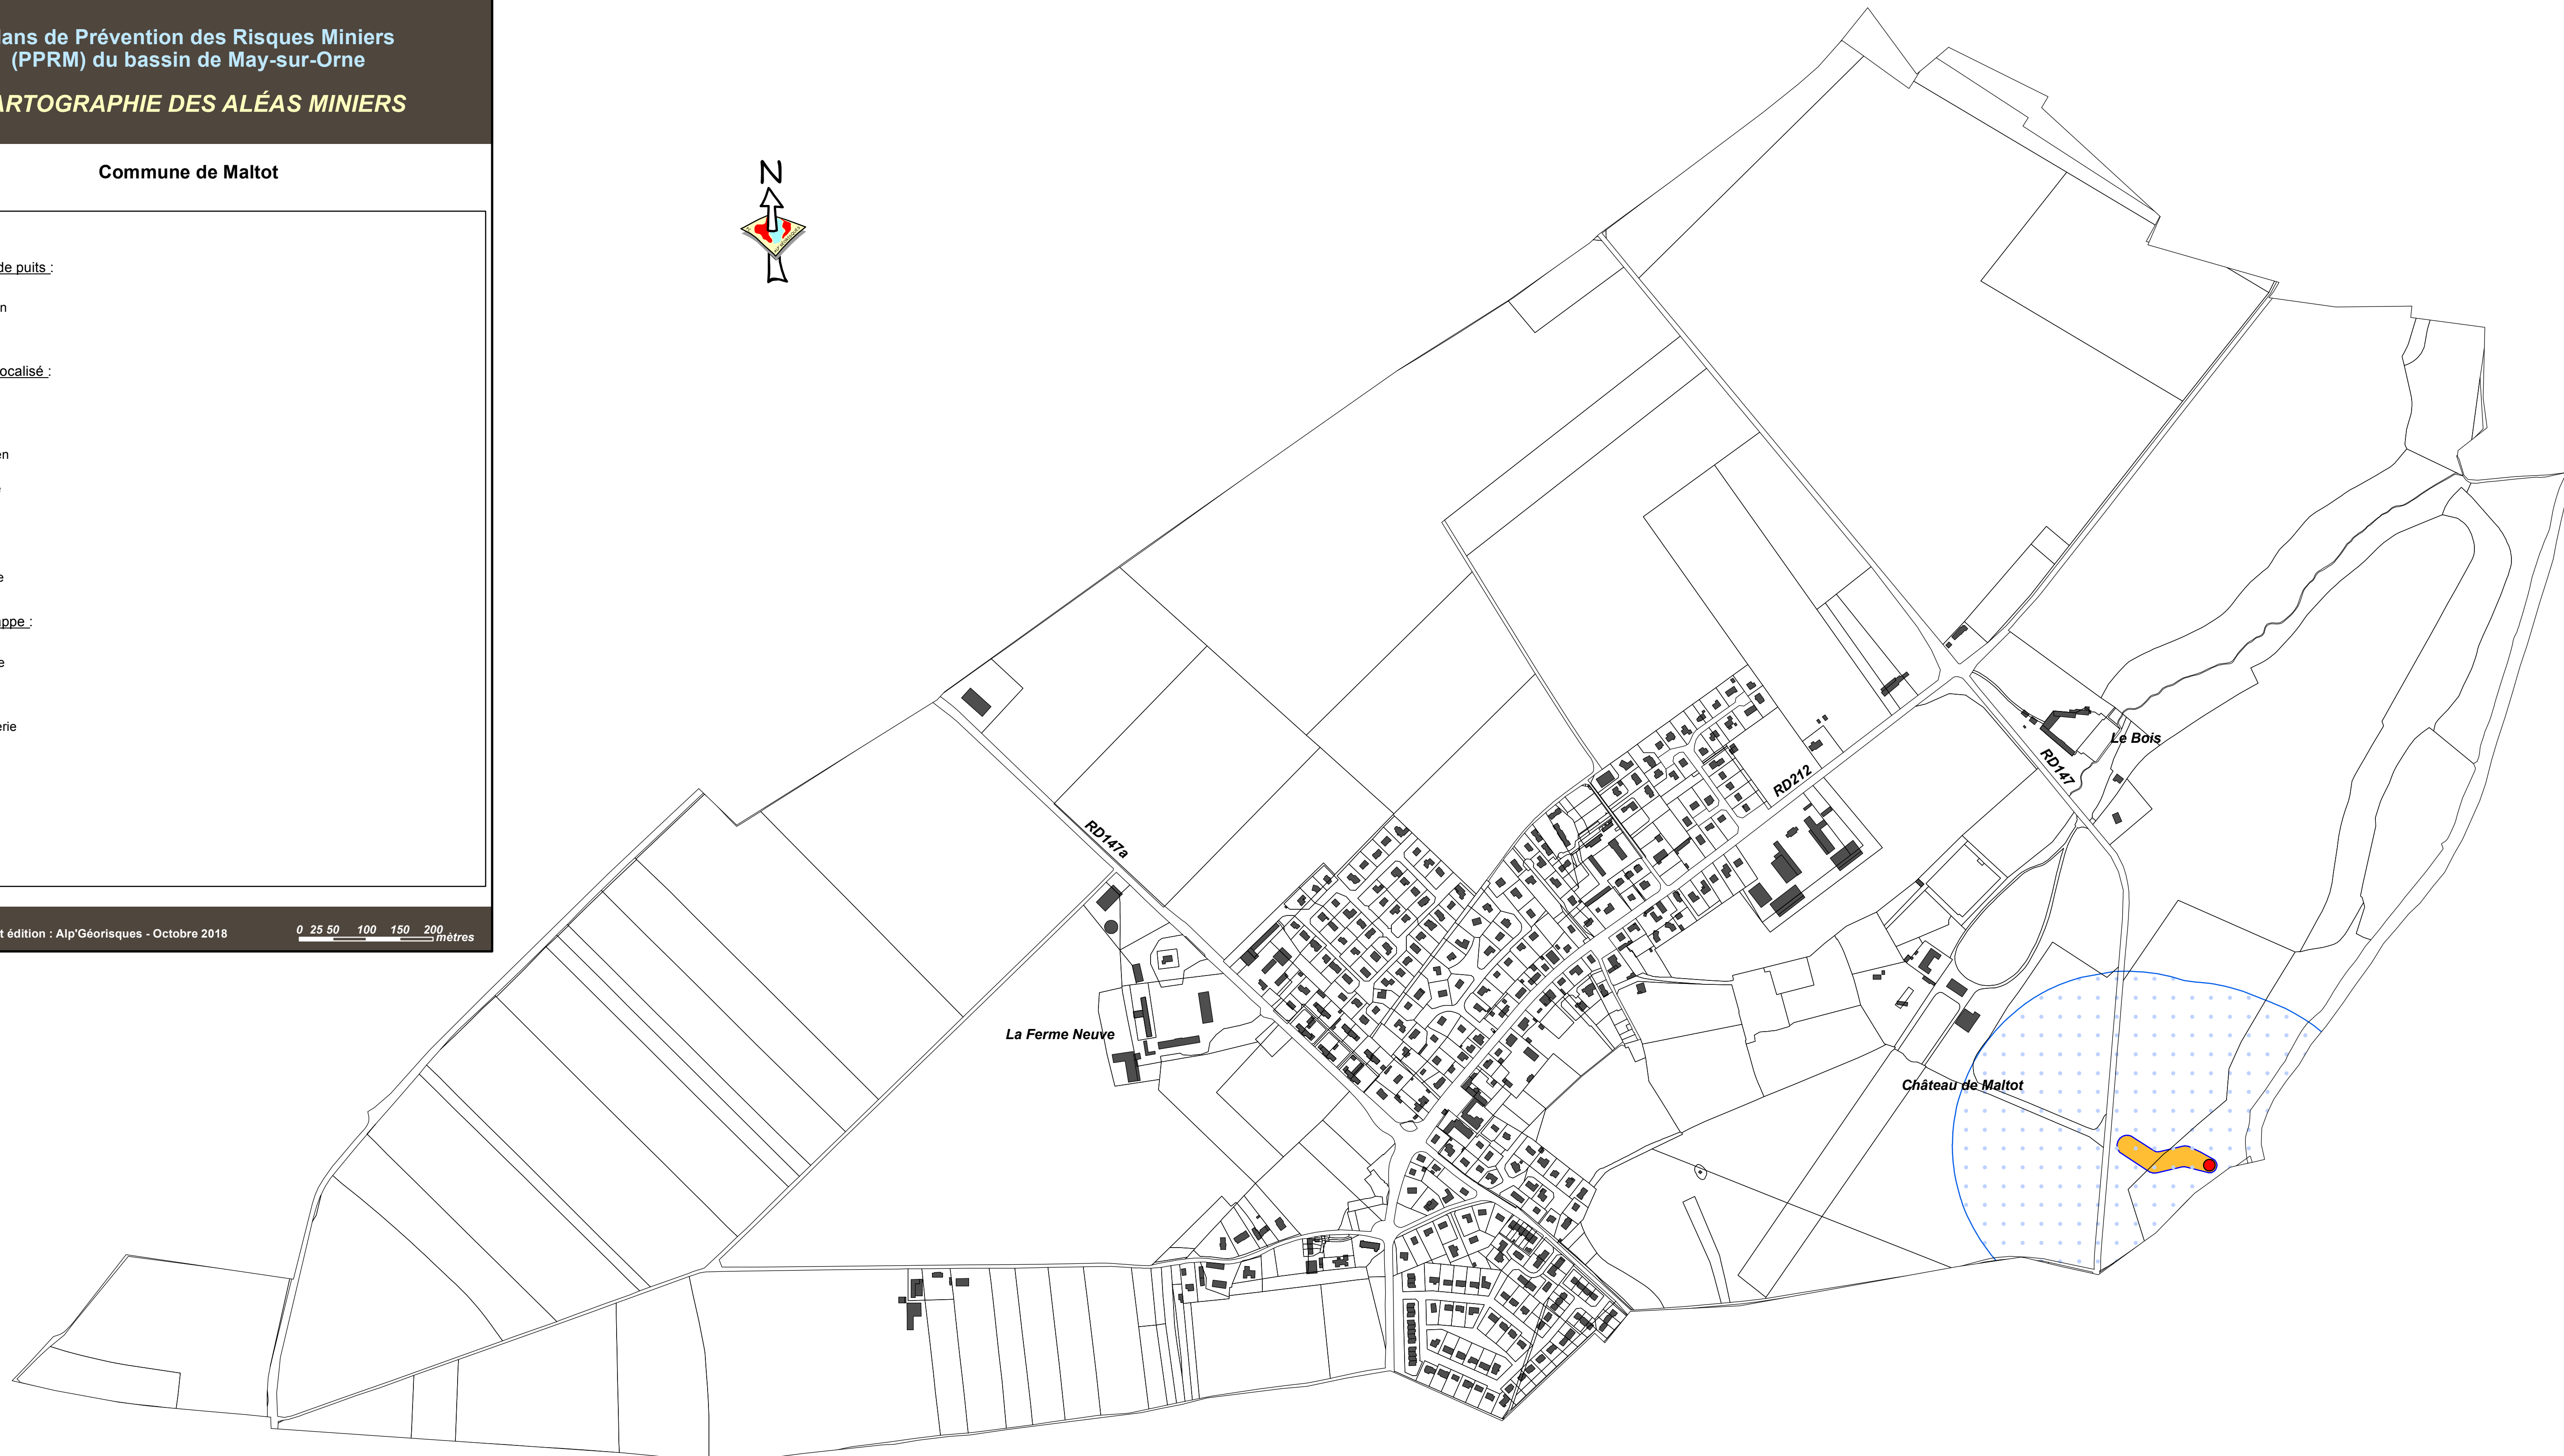 lans de Prévention des Risques Miniers
(PPRM) du bassin de May-sur-Orne
ARTOGRAPHIE DES ALÉAS MINIERS
Commune de Maltot
de puits :
n
ocalisé :
en
e
appe :
e
erie
t édition : Alp'Géorisques - Octobre 2018
0 25 50 100 150 200
mètres
N
RD147a
RD212
RD147
Le Bois
La Ferme Neuve
Château de Maltot